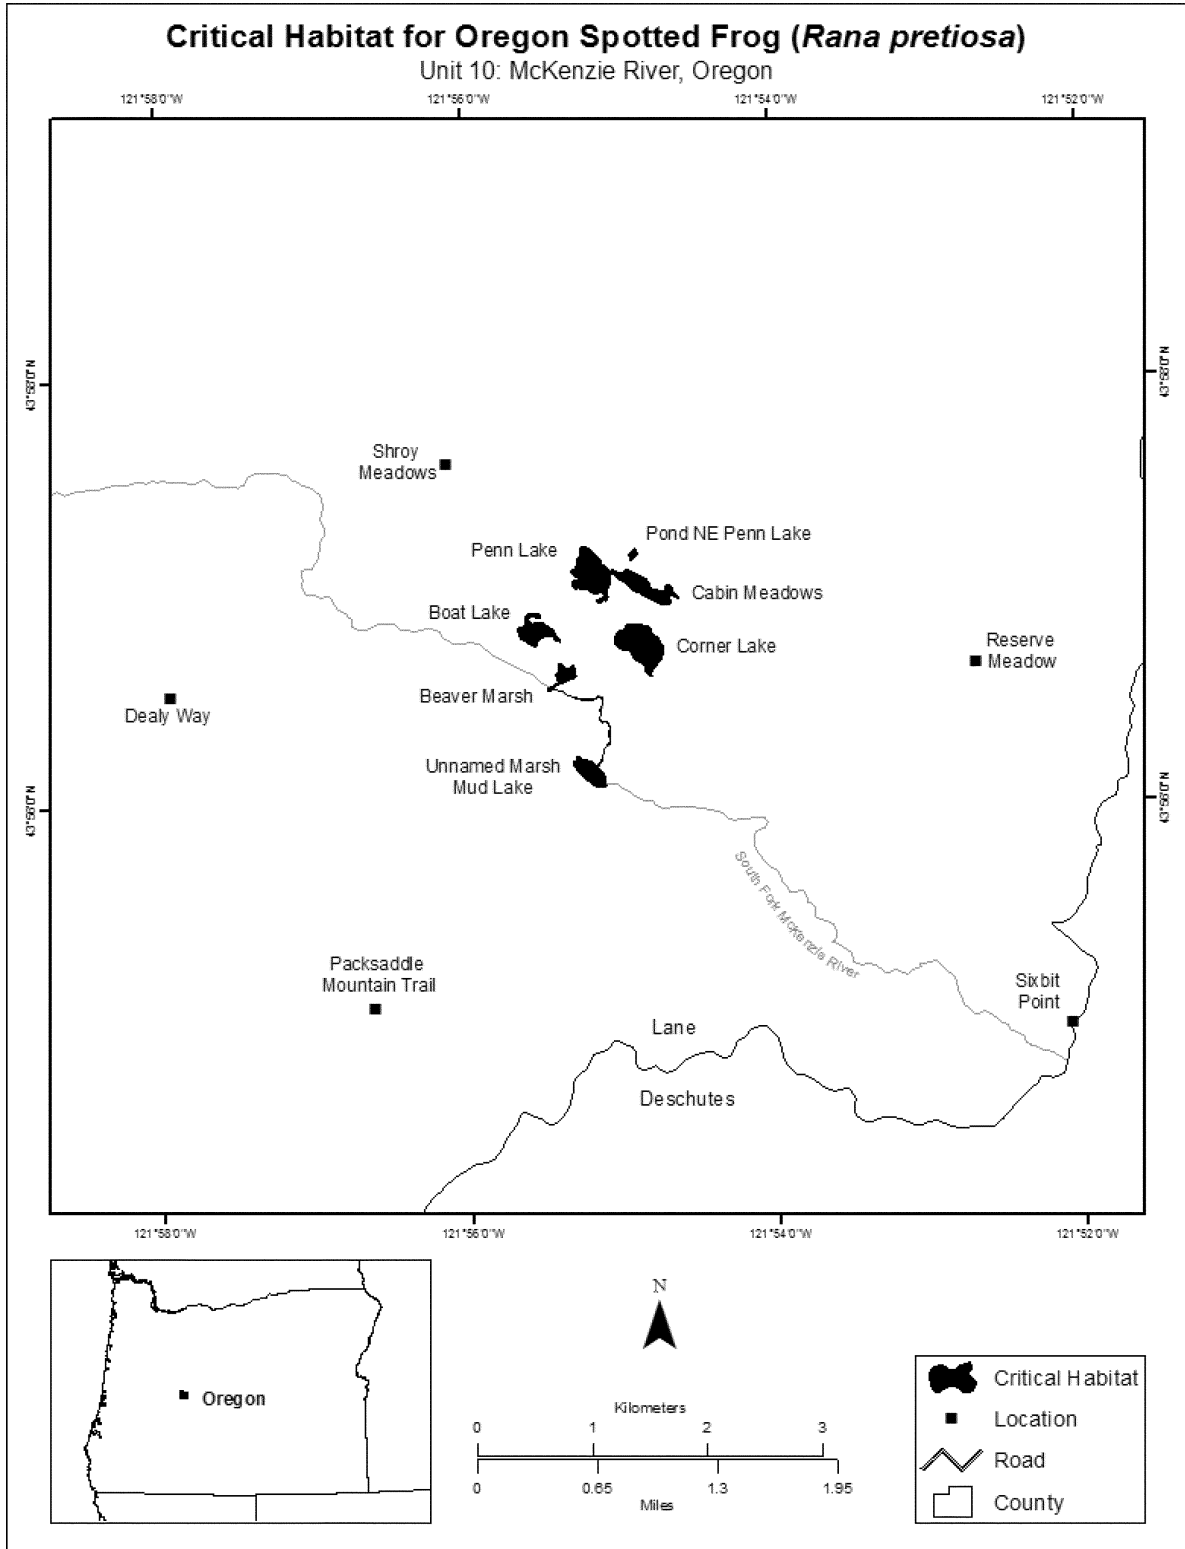 Critical Habitat for Oregon Spotted Frog (Rana pretiosa)
Unit 10: McKenzie River, Oregon
121°58'0"W 121°56'0"W 121°54'0"W 121°52'0"W
43°58'0"N
43°58'0"N
Shroy
Meadows
Pond NE Penn Lake
Penn Lake
Cabin Meadows
Boat Lake
Corner Lake
Reserve
Meadow
Beaver Marsh
Dealy Way
Unnamed Marsh
Mud Lake
43°56'0"N
43°56'0"N
South Fork McKenzie River
Packsaddle
Mountain Trail
Sixbit
Point
Lane
Deschutes
121°58'0"W 121°56'0"W 121°54'0"W 121°52'0"W
Oregon
N
Kilometers
0 1 2 3
0 0.65 1.3 1.95
Miles
Critical Habitat
Location
Road
County